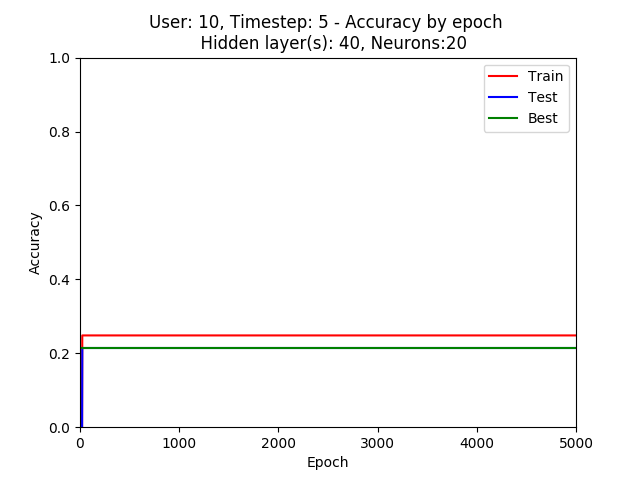 User: 10, Timestep: 5 - Accuracy by epoch
Hidden layer(s): 40, Neurons:20
Train
Test
Best
1.0
0.8
0.6
0.4
0.2
0.0
Accuracy
0 1000 2000 3000 4000 5000
Epoch